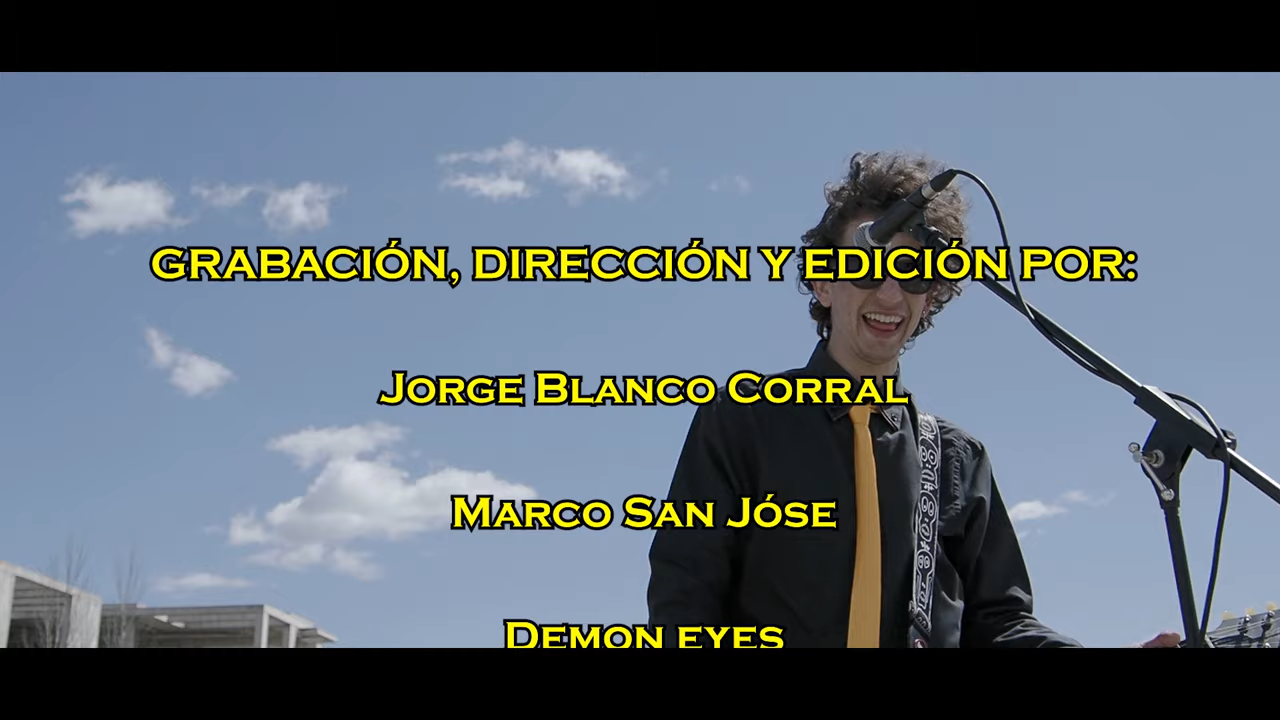 GRABACIÓN, DIRECCIÓN Y EDICIÓN POR:
JORGE BLANCO CORRAL
MARCO SAN JÓSE
DEMON EYES